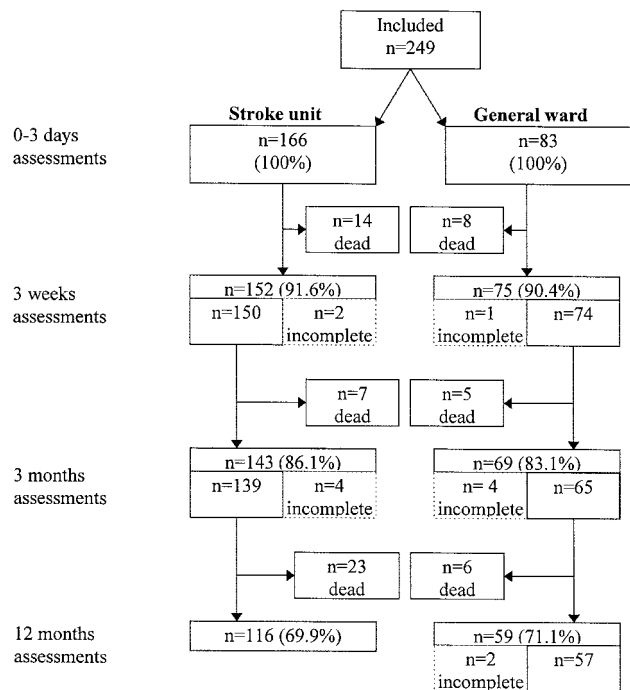 Included
n=249
Stroke unit
General ward
0-3 days
assessments
n=166
(100%)
n=83
(100%)
n=14
dead
n=8
dead
3 weeks
assessments
n=152 (91.6%)
n=150
n=2
incomplete
n=75 (90.4%)
n=1
incomplete
n=74
n=7
dead
n=5
dead
3 months
assessments
n=143 (86.1%)
n=139
n=4
incomplete
n=69 (83.1%)
n= 4
incomplete
n=65
n=23
dead
n=6
dead
12 months
assessments
n=116 (69.9%)
n=59 (71.1%)
n=2
incomplete
n=57